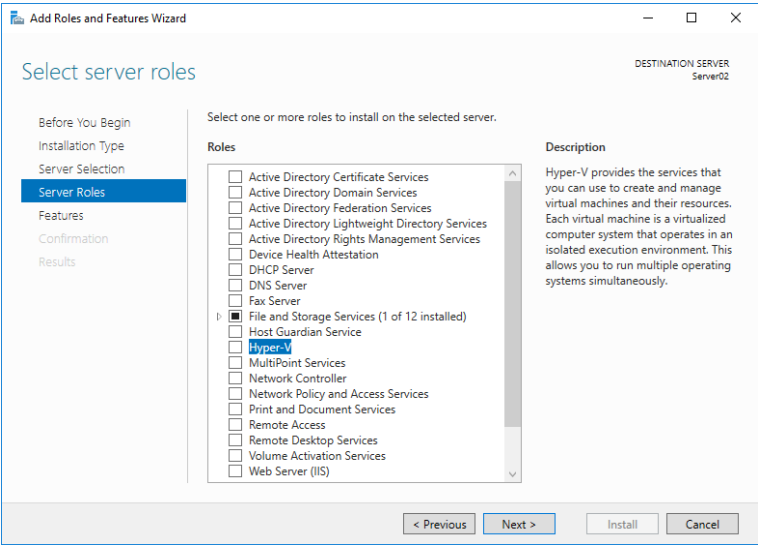 Add Roles and Features Wizard
Select server roles
DESTINATION SERVER
Server02
Before You Begin
Installation Type
Server Selection
Server Roles
Features
Confirmation
Results
Select one or more roles to install on the selected server.
Roles
Active Directory Certificate Services
Active Directory Domain Services
Active Directory Federation Services
Active Directory Lightweight Directory Services
Active Directory Rights Management Services
Device Health Attestation
DHCP Server
DNS Server
Fax Server
File and Storage Services (1 of 12 installed)
Host Guardian Service
Hyper-V
MultiPoint Services
Network Controller
Network Policy and Access Services
Print and Document Services
Remote Access
Remote Desktop Services
Volume Activation Services
Web Server (IIS)
Description
Hyper-V provides the services that
you can use to create and manage
virtual machines and their resources.
Each virtual machine is a virtualized
computer system that operates in an
isolated execution environment. This
allows you to run multiple operating
systems simultaneously.
< Previous
Next >
Install
Cancel